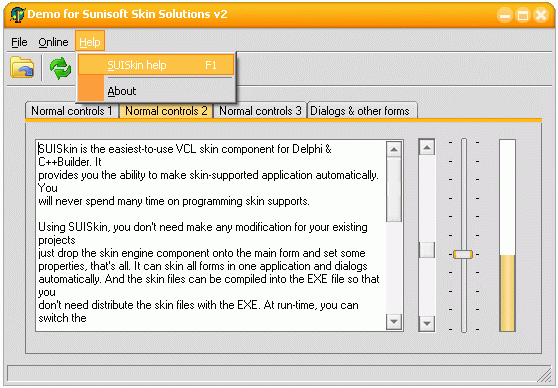 Demo for Sunisoft Skin Solutions v2
File Online Help
SUISkin help F1
About
Normal controls 1 Normal controls 2 Normal controls 3 Dialogs & other forms
SUISkin is the easiest-to-use VCL skin component for Delphi &
C++Builder. It
provides you the ability to make skin-supported application automatically.
You
will never spend many time on programming skin supports.
Using SUISkin, you don't need make any modification for your existing
projects
just drop the skin engine component onto the main form and set some
properties, that's all. It can skin all forms in one application and dialogs
automatically. And the skin files can be compiled into the EXE file so that
you
don't need distribute the skin files with the EXE. At run-time, you can
switch the